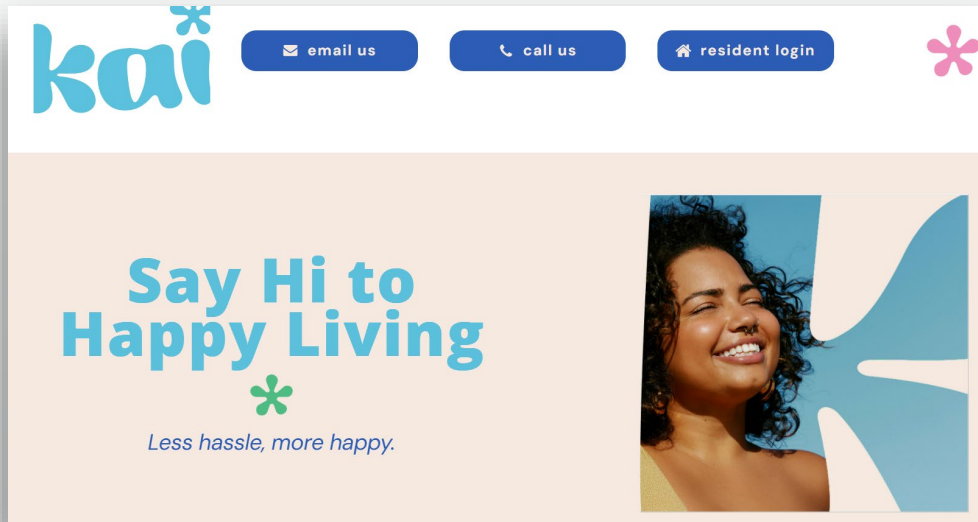 kai
email us
call us
resident login
Say Hi to
Happy Living
Less hassle, more happy.